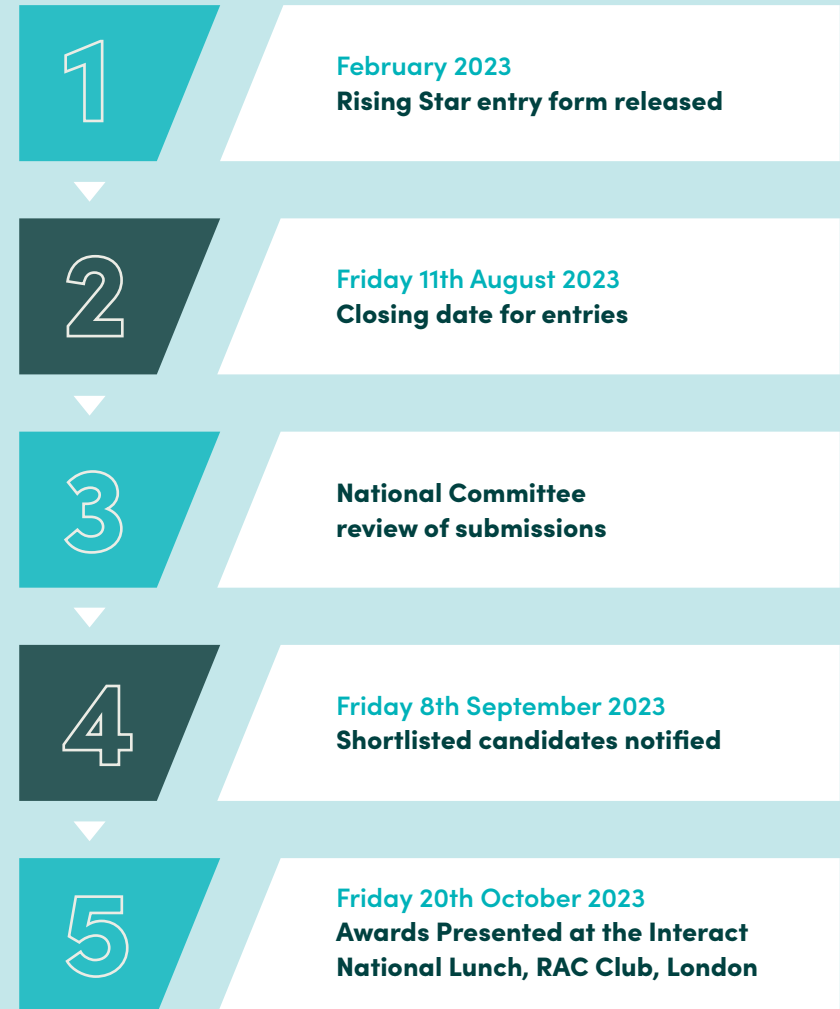 1
February 2023
Rising Star entry form released
2
Friday 11th August 2023
Closing date for entries
3
National Committee
review of submissions
4
Friday 8th September 2023
Shortlisted candidates notified
5
Friday 20th October 2023
Awards Presented at the Interact
National Lunch, RAC Club, London